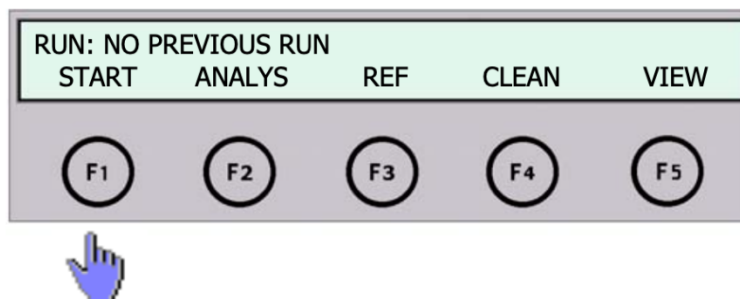 RUN: NO PREVIOUS RUN
START ANALYS REF CLEAN VIEW
F1 F2 F3 F4 F5